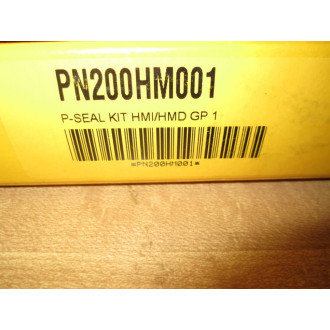 PN200HM001
P-SEAL KIT HMI/HMD GP 1
*PN200HM001*